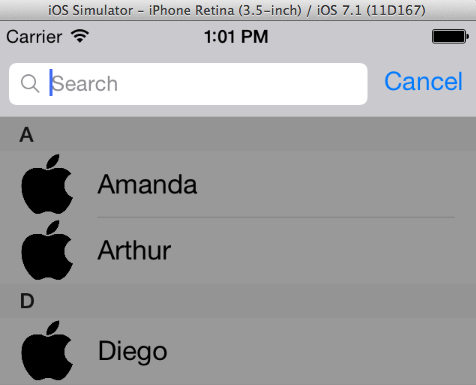 iOS Simulator – iPhone Retina (3.5-inch) / iOS 7.1 (11D167)
Carrier 1:01 PM
Search Cancel
A
Amanda
Arthur
D
Diego